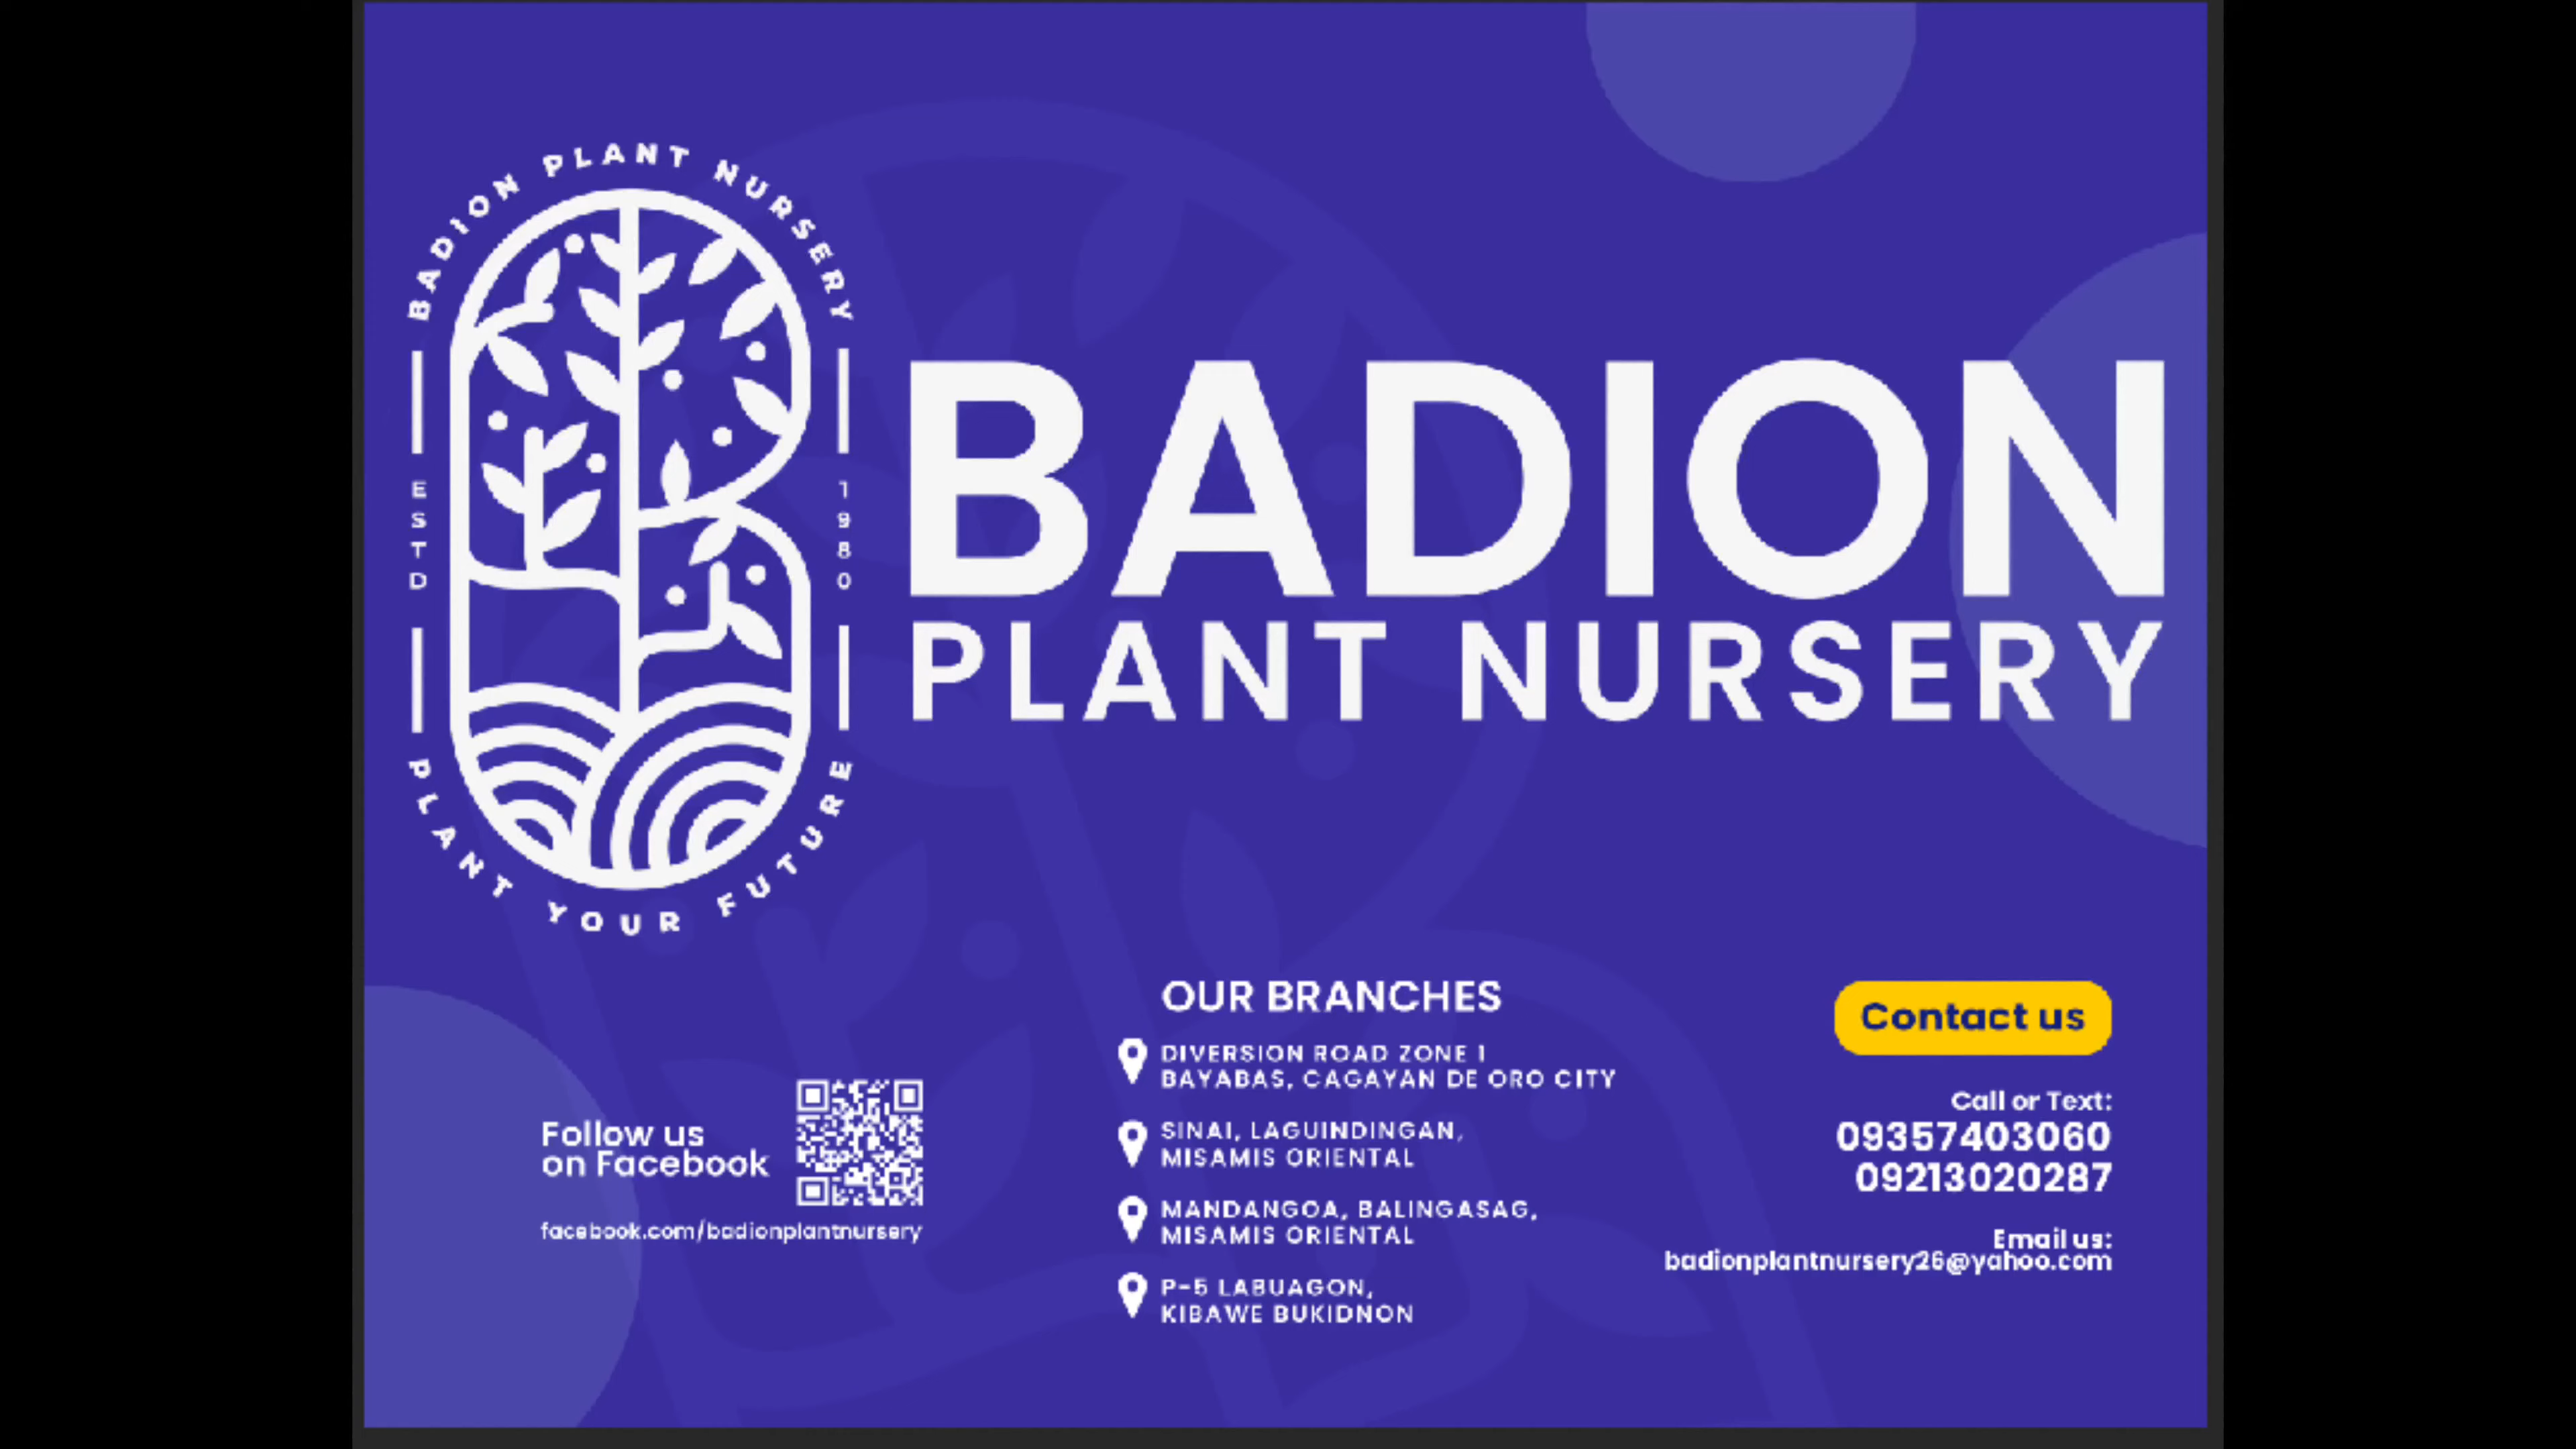 BADION PLANT NURSERY
ESTD
1980
PLANT YOUR FUTURE
BADION
PLANT NURSERY
Follow us
on Facebook
facebook.com/badionplantnursery
OUR BRANCHES
DIVERSION ROAD ZONE 1
BAYABAS, CAGAYAN DE ORO CITY
SINAI, LAGUINDINGAN,
MISAMIS ORIENTAL
MANDANGOA, BALINGASAG,
MISAMIS ORIENTAL
P-5 LABUAGON,
KIBAWE BUKIDNON
Contact us
Call or Text:
09357403060
09213020287
Email us:
badionplantnursery26@yahoo.com